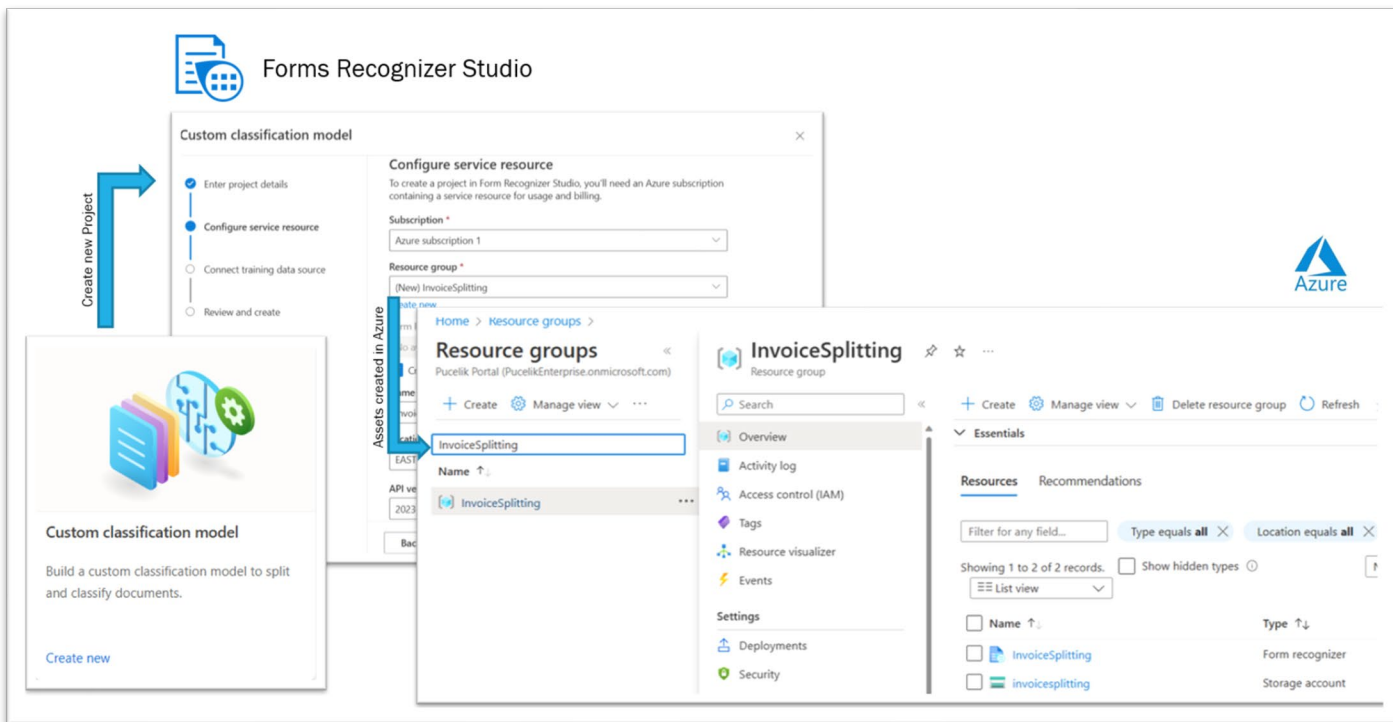 Forms Recognizer Studio
Create new Project
Custom classification model
Enter project details
Configure service resource
Connect training data source
Review and create
Configure service resource
To create a project in Form Recognizer Studio, you'll need an Azure subscription
containing a service resource for usage and billing.
Subscription *
Azure subscription 1
Resource group *
(New) InvoiceSplitting
API ve
2023
EAST
Bac
Custom classification model
Build a custom classification model to split
and classify documents.
Create new
Assets created in Azure
Azure
Home > Resource groups >
Resource groups «
Pucelik Portal (PucelikEnterprise.onmicrosoft.com)
+ Create Manage view ...
InvoiceSplitting
Name ↑↓
InvoiceSplitting ...
InvoiceSplitting ...
Resource group
Search «
Overview
Activity log
Access control (IAM)
Tags
Resource visualizer
Events
Settings
Deployments
Security
+ Create Manage view Delete resource group Refresh
Essentials
Resources Recommendations
Filter for any field...
Type equals all ×
Location equals all ×
Showing 1 to 2 of 2 records.
Show hidden types
List view
Name ↑↓ Type ↑↓
InvoiceSplitting Form recognizer
invoicesplitting Storage account